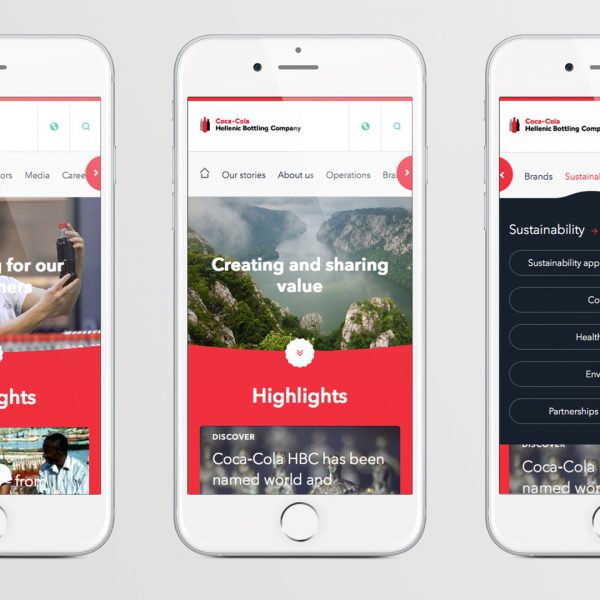 ors Media Caree
g for our
ners
ghts
from
Coca-Cola
Hellenic Bottling Company
Our stories About us Operations Bra
Creating and sharing
value
Highlights
DISCOVER
Coca-Cola HBC has been
named world and
Coca-Cola
Hellenic Bottling Comp
Brands Sustainab
Sustainability
Sustainability app
Co
Health
Env
Partnerships
DISCOVER
Coca-Cola
named wor